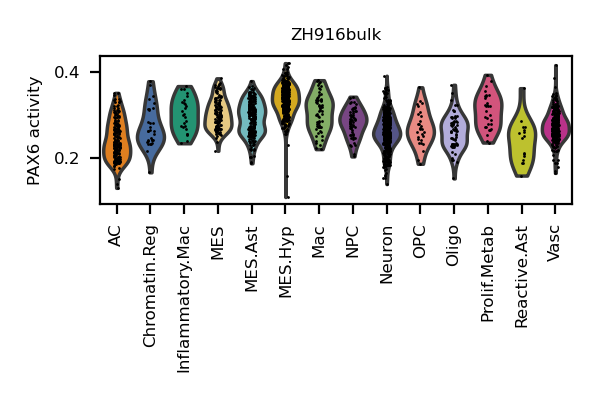 ZH916bulk
PAX6 activity
0.4
0.2
AC
Chromatin.Reg
Inflammatory.Mac
MES
MES.Ast
MES.Hyp
Mac
NPC
Neuron
OPC
Oligo
Prolif.Metab
Reactive.Ast
Vasc